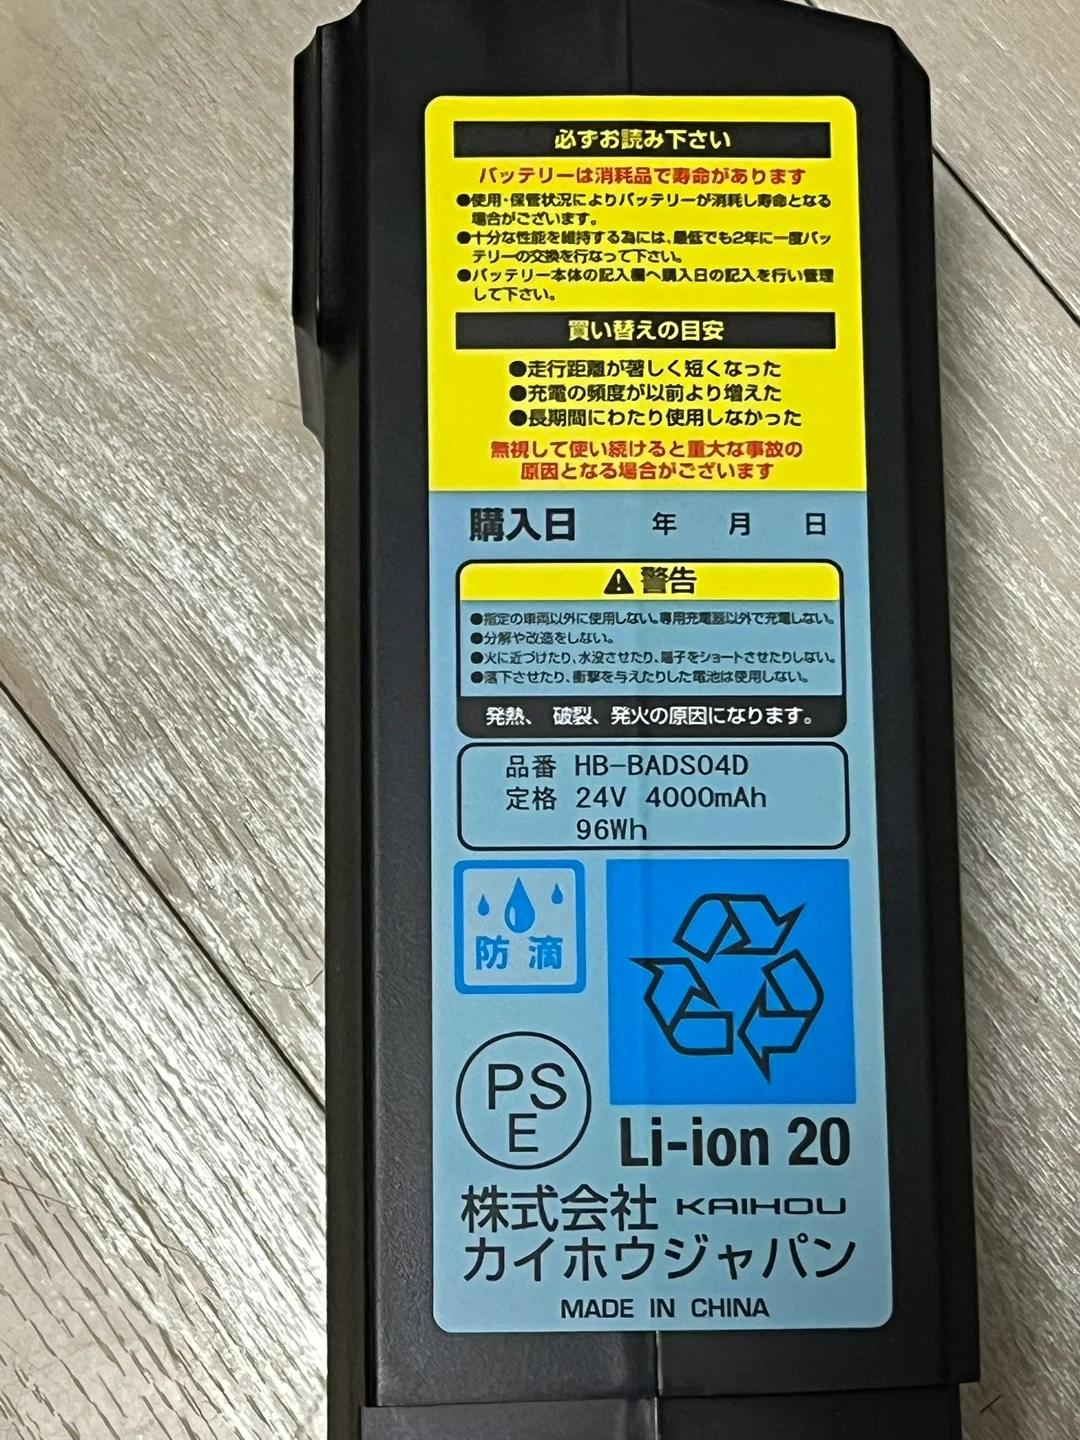 必ずお読み下さい
バッテリーは消耗品で寿命があります
●使用・保管状況によりバッテリーが消耗し寿命となる
場合がございます。
●十分な性能を維持する為には、最低でも2年に一度バッ
テリーの交換を行なって下さい。
●バッテリー本体の記入欄へ購入日の記入を行い管理
して下さい。
買い替えの目安
●走行距離が著しく短くなった
●充電の頻度が以前より増えた
●長期間にわたり使用しなかった
無視して使い続けると重大な事故の
原因となる場合がございます
購入日 年 月 日
警告
●指定の車両以外に使用しない。専用充電器以外で充電しない。
●分解や改造をしない。
●火に近づけたり、水没させたり、端子をショートさせたりしない。
●落下させたり、衝撃を与えたりした電池は使用しない。
発熱、破裂、発火の原因になります。
品番 HB-BADS04D
定格 24V 4000mAh
96Wh
防滴
PS
E
Li-ion 20
株式会社 KAIHOU
カイホウジャパン
MADE IN CHINA